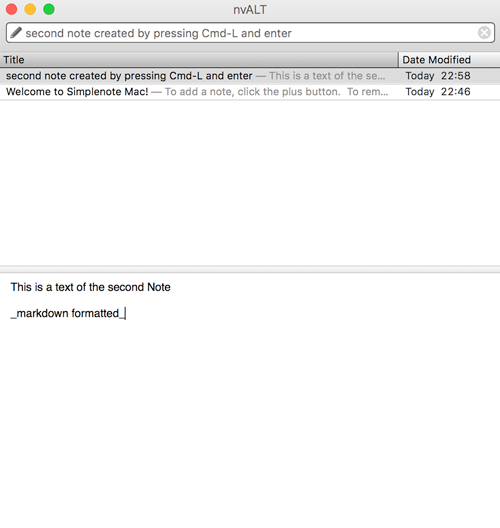 nvALT
second note created by pressing Cmd-L and enter
Title Date Modified
second note created by pressing Cmd-L and enter — This is a text of the se... Today 22:58
Welcome to Simplenote Mac! — To add a note, click the plus button. To rem... Today 22:46
This is a text of the second Note
_markdown formatted_